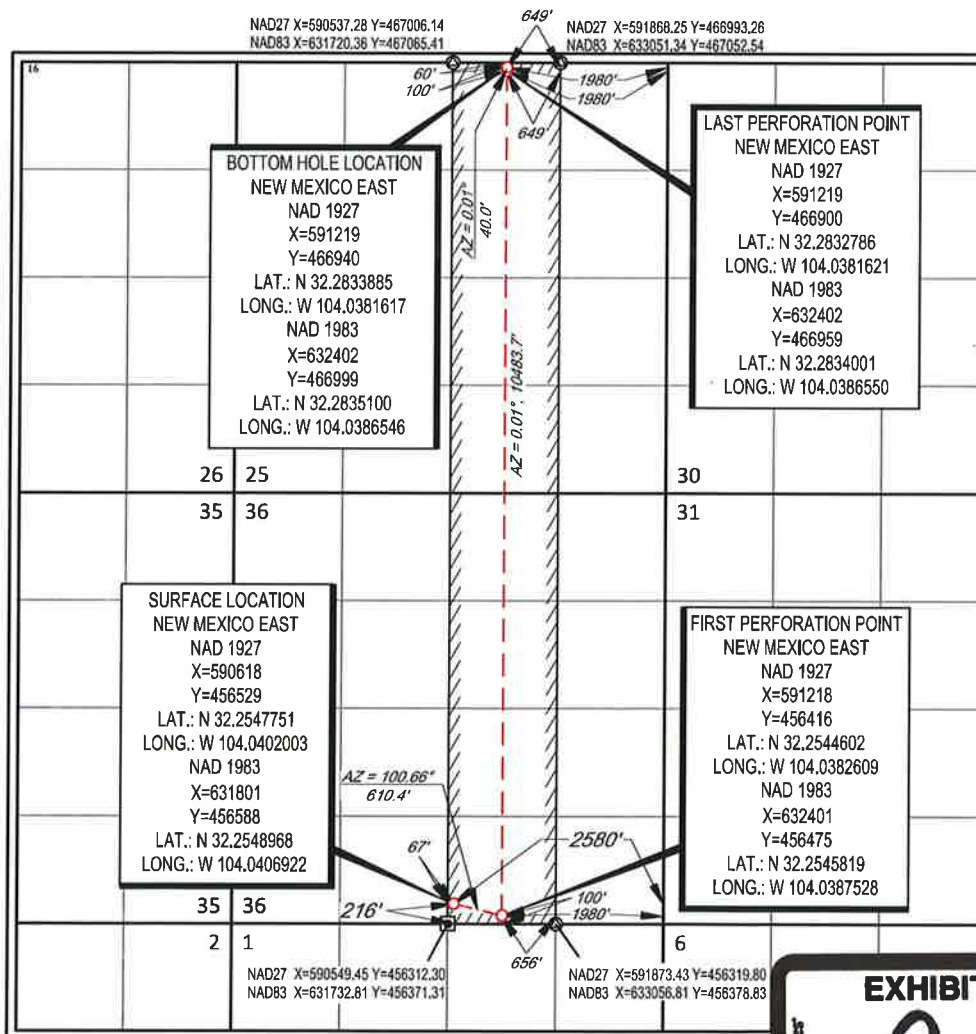 NAD27 X=590537.28 Y=467006.14
NAD83 X=631720.36 Y=467065.41
649'
NAD27 X=591868.25 Y=466993.26
NAD83 X=633051.34 Y=467052.54
16
60'
100'
1980'
1980'
649'
BOTTOM HOLE LOCATION
NEW MEXICO EAST
NAD 1927
X=591219
Y=466940
LAT.: N 32.2833885
LONG.: W 104.0381617
NAD 1983
X=632402
Y=466999
LAT.: N 32.2835100
LONG.: W 104.0386546
AZ = 0.01°
40.0'
LAST PERFORATION POINT
NEW MEXICO EAST
NAD 1927
X=591219
Y=466900
LAT.: N 32.2832786
LONG.: W 104.0381621
NAD 1983
X=632402
Y=466959
LAT.: N 32.2834001
LONG.: W 104.0386550
AZ = 0.01°, 10483.7'
26 25
30
35 36
31
SURFACE LOCATION
NEW MEXICO EAST
NAD 1927
X=590618
Y=456529
LAT.: N 32.2547751
LONG.: W 104.0402003
NAD 1983
X=631801
Y=456588
LAT.: N 32.2548968
LONG.: W 104.0406922
FIRST PERFORATION POINT
NEW MEXICO EAST
NAD 1927
X=591218
Y=456416
LAT.: N 32.2544602
LONG.: W 104.0382609
NAD 1983
X=632401
Y=456475
LAT.: N 32.2545819
LONG.: W 104.0387528
AZ = 100.66°
610.4'
67'
2580'
35 36
216'
100'
1980'
2 1
6
656'
NAD27 X=590549.45 Y=456312.30
NAD83 X=631732.81 Y=456371.31
NAD27 X=591873.43 Y=456319.80
NAD83 X=633056.81 Y=456378.83
EXHIBIT